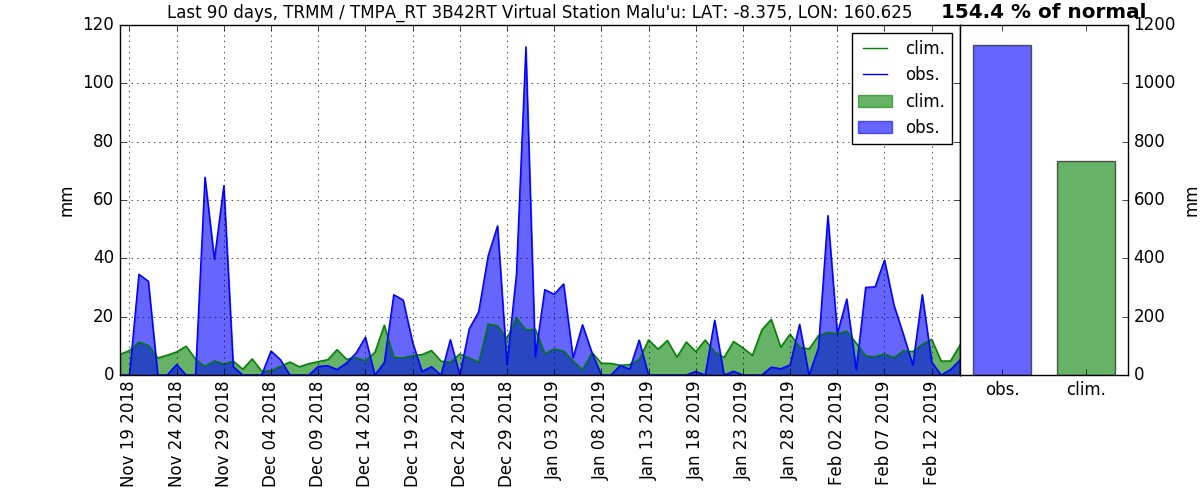 Last 90 days, TRMM / TMPA_RT 3B42RT Virtual Station Malu'u: LAT: -8.375, LON: 160.625
154.4 % of normal
120
100
80
60
40
20
0
mm
clim.
obs.
clim.
obs.
1200
1000
800
600
400
200
0
mm
Nov 19 2018
Nov 24 2018
Nov 29 2018
Dec 04 2018
Dec 09 2018
Dec 14 2018
Dec 19 2018
Dec 24 2018
Dec 29 2018
Jan 03 2019
Jan 08 2019
Jan 13 2019
Jan 18 2019
Jan 23 2019
Jan 28 2019
Feb 02 2019
Feb 07 2019
Feb 12 2019
obs.
clim.